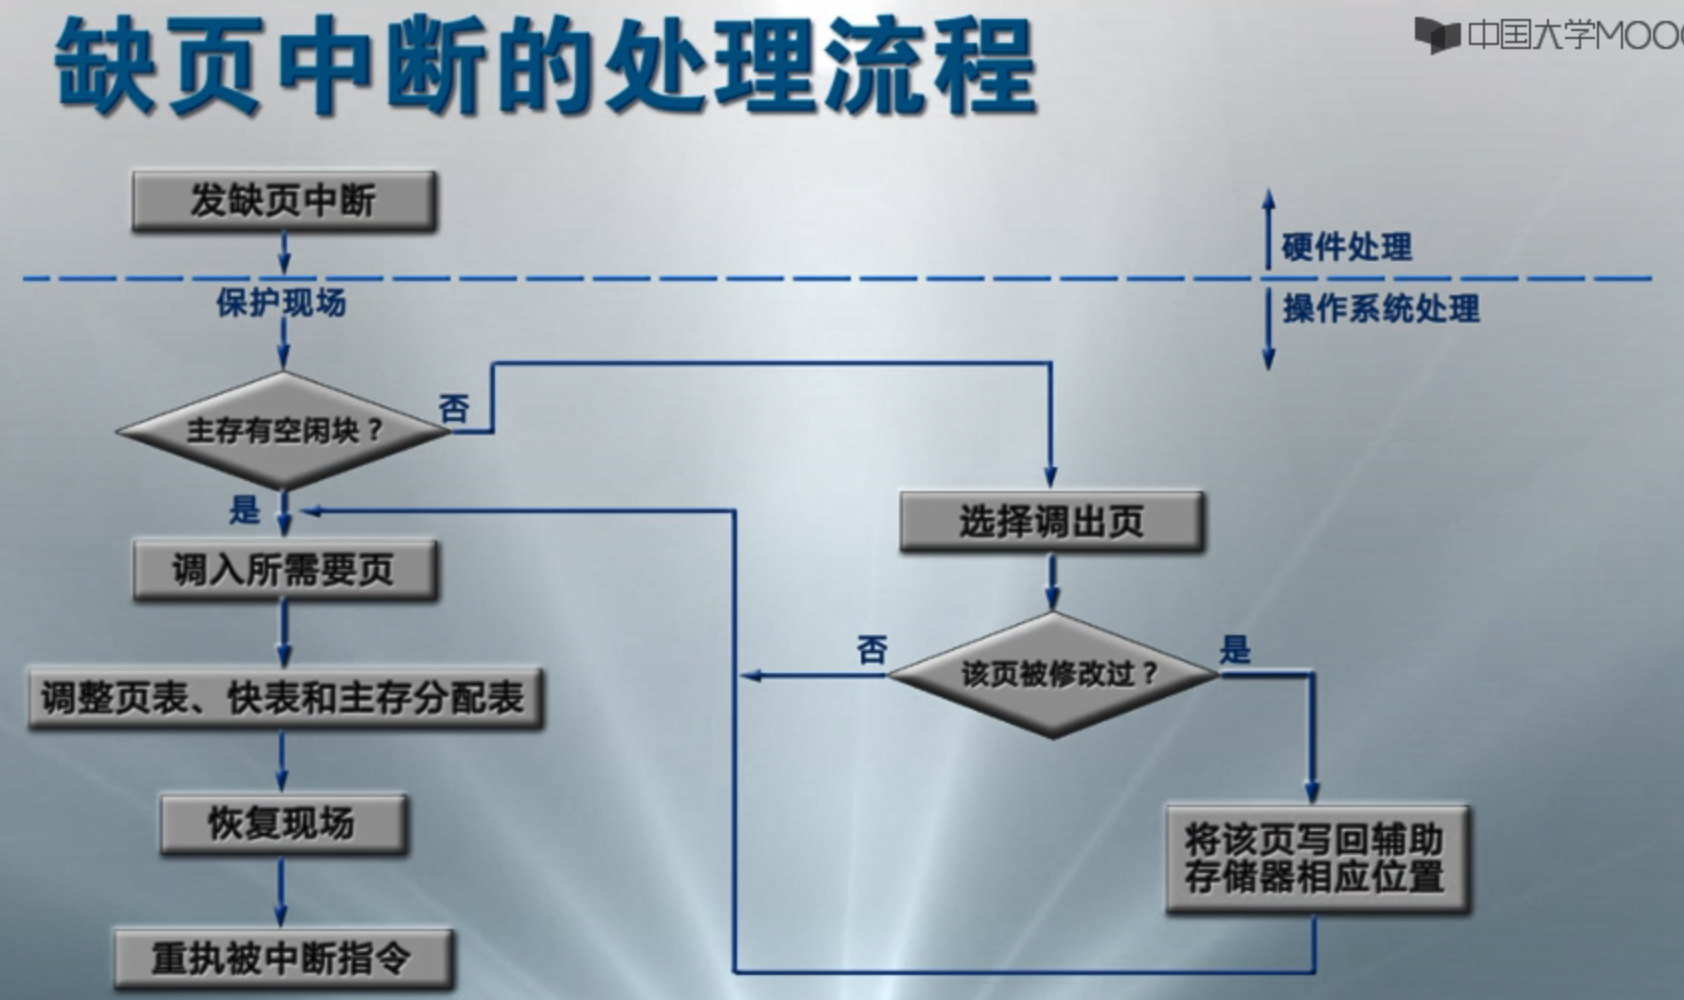 缺页中断的处理流程
中国大学MOOC
发缺页中断
硬件处理
保护现场
操作系统处理
主存有空闲块？
否
是
选择调出页
调入所需要页
否
该页被修改过？
是
调整页表、快表和主存分配表
恢复现场
将该页写回辅助
存储器相应位置
重执被中断指令